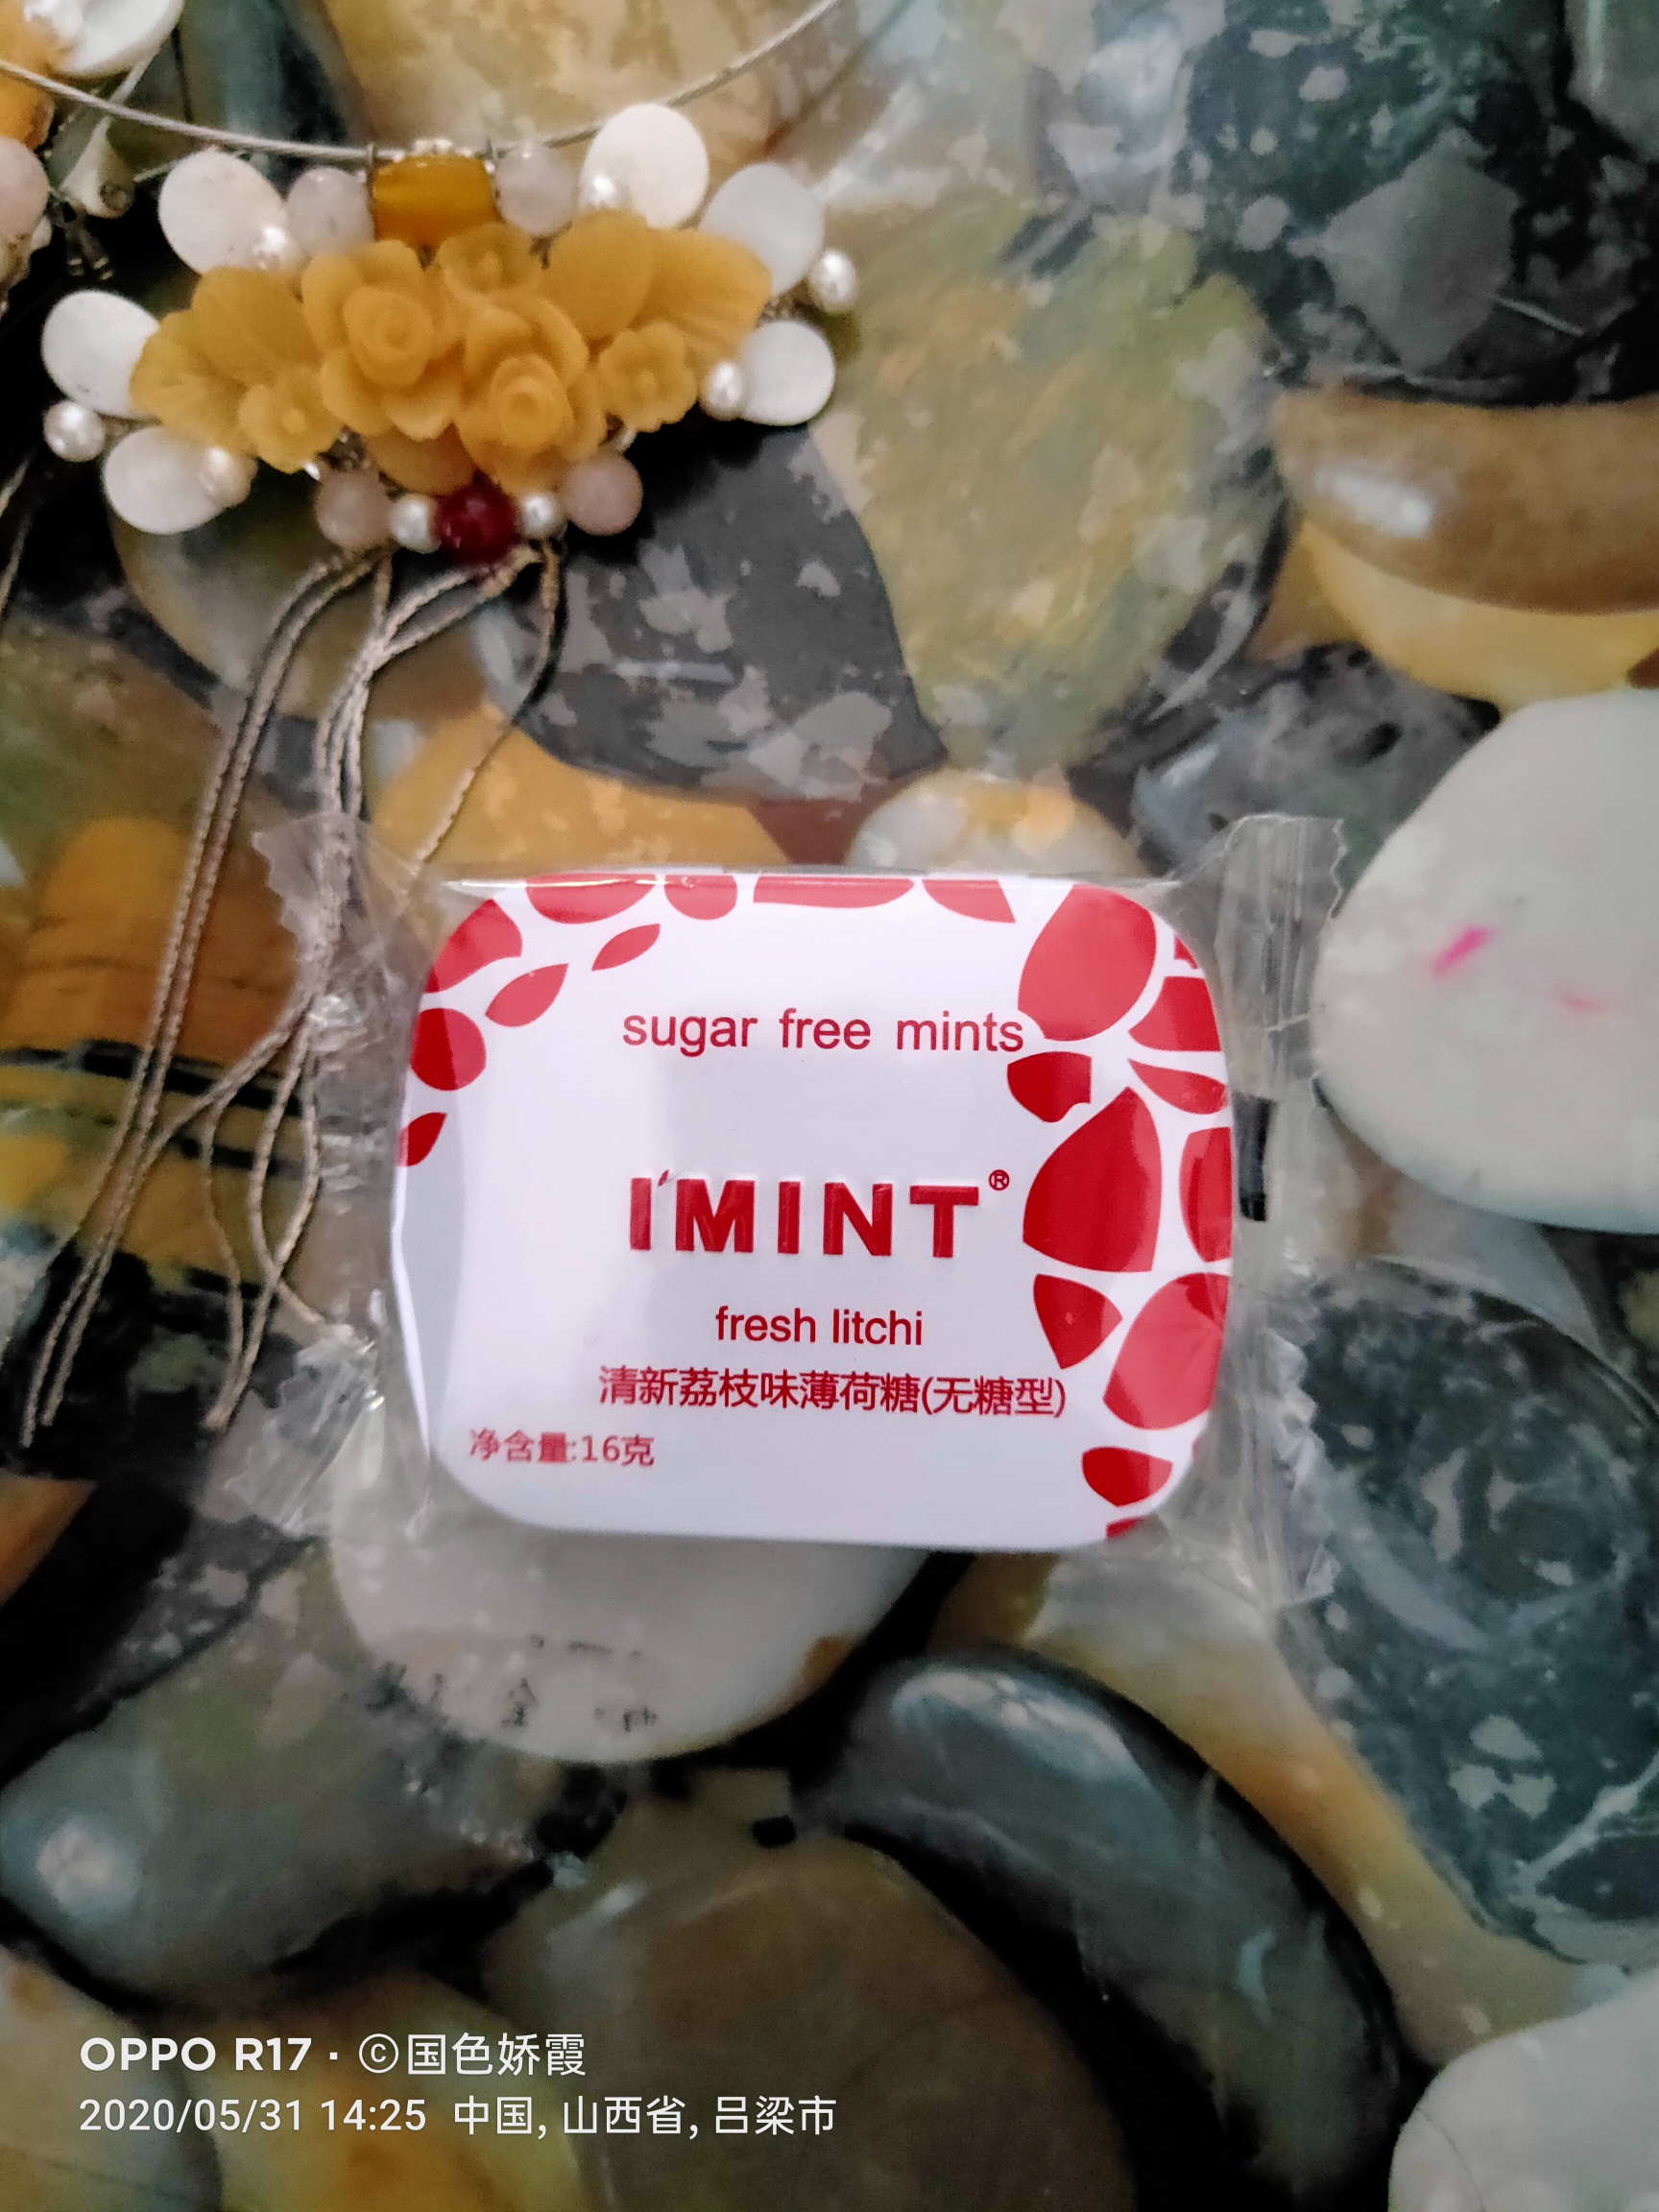 sugar free mints
I'MINT®
fresh litchi
清新荔枝味薄荷糖(无糖型)
净含量:16克
OPPO R17 · ©国色娇霞
2020/05/31 14:25 中国, 山西省, 吕梁市